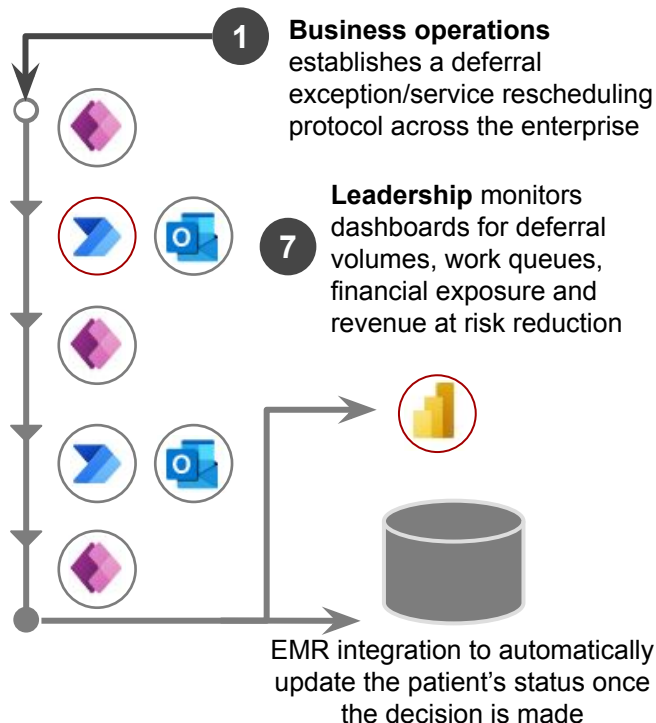 1
Business operations
establishes a deferral
exception/service rescheduling
protocol across the enterprise
7
Leadership monitors
dashboards for deferral
volumes, work queues,
financial exposure and
revenue at risk reduction
O
O
EMR integration to automatically
update the patient’s status once
the decision is made